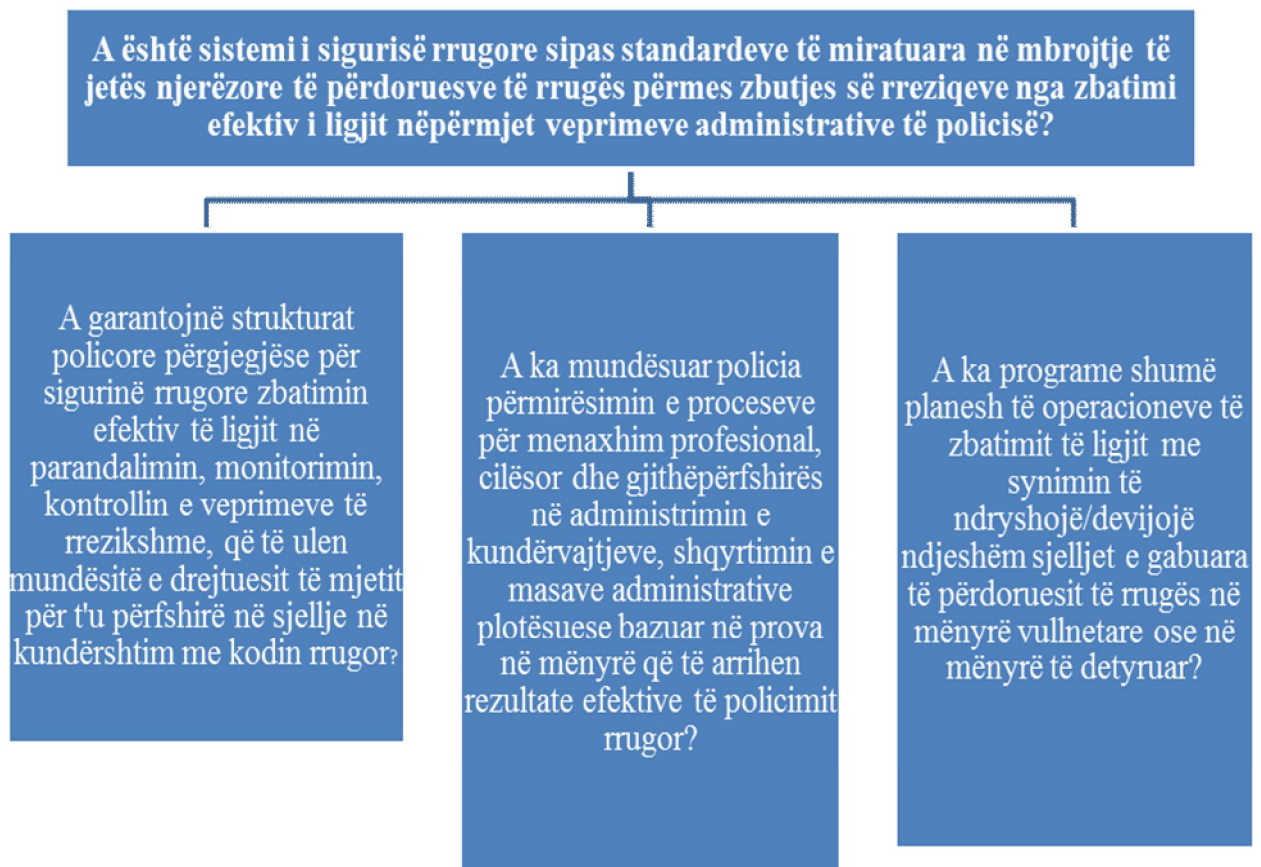 A është sistemi i sigurisë rrugore sipas standardeve të miratuara në mbrojtje të
jetës njerëzore të përdoruesve të rrugës përmes zbutjes së rreziqeve nga zbatimi
efektiv i ligjit nëpërmjet veprimeve administrative të policisë?
A garantojnë strukturat
policore përgjegjëse për
sigurinë rrugore zbatimin
efektiv të ligjit në
parandalimin, monitorimin,
kontrollin e veprimeve të
rrezikshme, që të ulen
mundësitë e drejtuesit të mjetit
për t'u përfshirë në sjellje në
kundërshtim me kodin rrugor?
A ka mundësuar policia
përmirësimin e proceseve
për menaxhim profesional,
cilësor dhe gjithëpërfshirës
në administrimin e
kundërvajtjeve, shqyrtimin e
masave administrative
plotësuese bazuar në prova
në mënyrë që të arrihen
rezultate efektive të policimit
rrugor?
A ka programe shumë
planesh të operacioneve të
zbatimit të ligjit me
synimin të
ndryshojë/devijojë
ndjeshëm sjelljet e gabuara
të përdoruesit të rrugës në
mënyrë vullnetare ose në
mënyrë të detyruar?